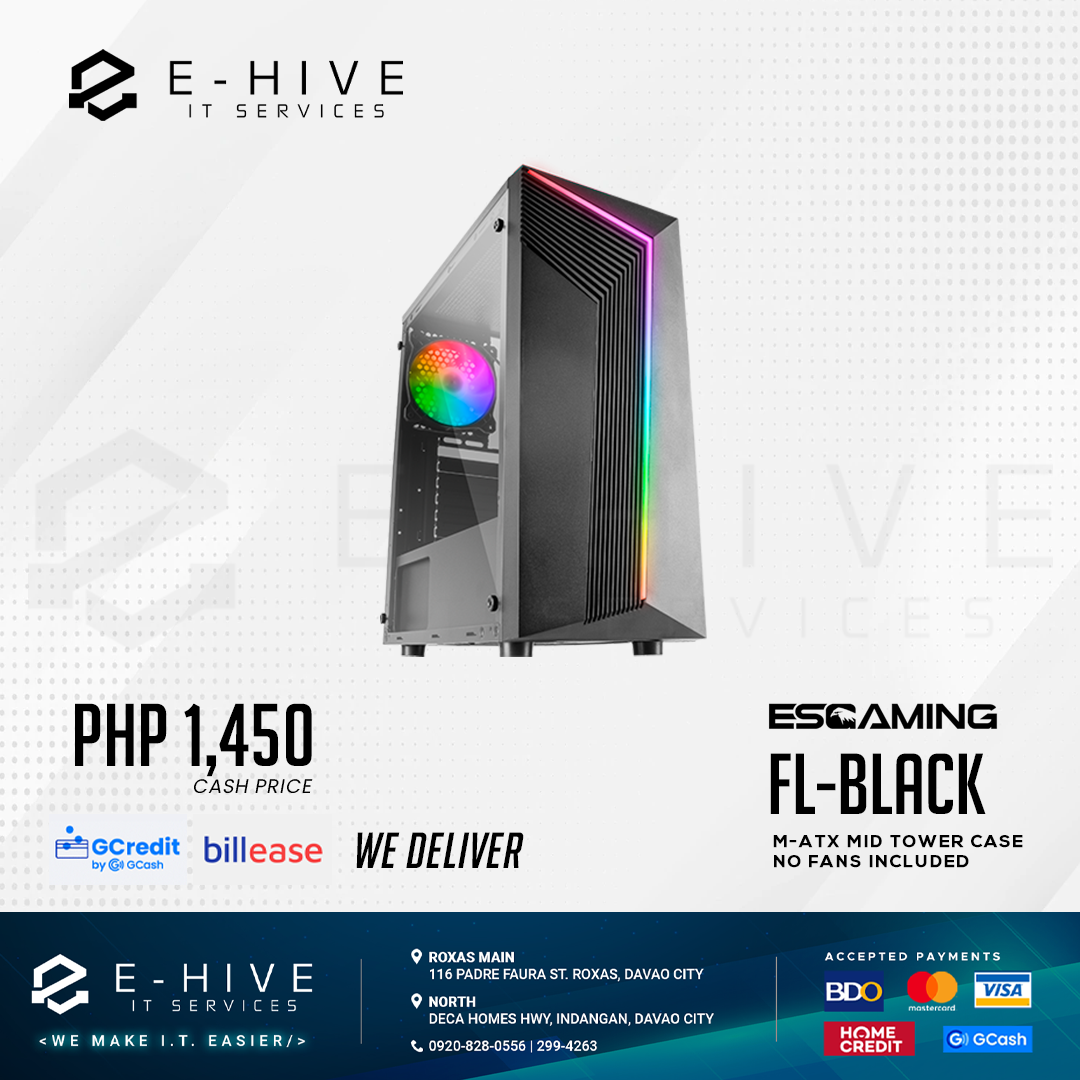 E-HIVE
IT SERVICES
E-HIVE
SERVICES
PHP 1,450
CASH PRICE
GCredit
by GCash
billease
WE DELIVER
ESGAMING
FL-BLACK
M-ATX MID TOWER CASE
NO FANS INCLUDED
E-HIVE
IT SERVICES
<WE MAKE I.T. EASIER/>
ROXAS MAIN
116 PADRE FAURA ST. ROXAS, DAVAO CITY
NORTH
DECA HOMES HWY, INDANGAN, DAVAO CITY
0920-828-0556 | 299-4263
ACCEPTED PAYMENTS
BDO
mastercard
VISA
HOME
CREDIT
GCash